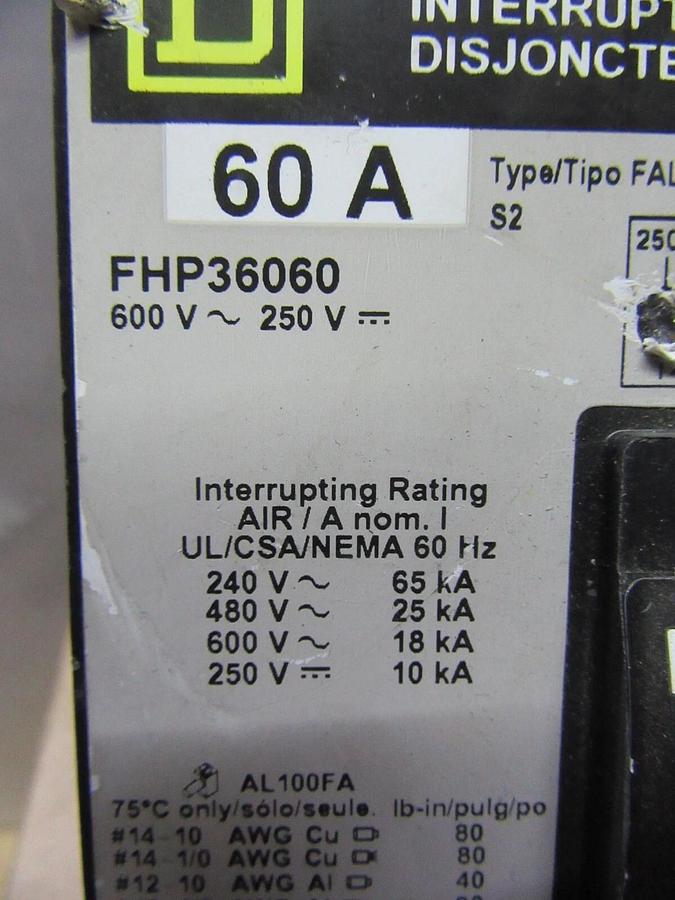 D
INTERRUPT
DISJONCTE
60 A
Type/Tipo FAL
S2
250
FHP36060
600 V ~ 250 V ⎓
Interrupting Rating
AIR / A nom. I
UL/CSA/NEMA 60 Hz
240 V ~ 65 kA
480 V ~ 25 kA
600 V ~ 18 kA
250 V ⎓ 10 kA
AL100FA
75°C only/sólo/seule. lb-in/pulg/po
#14-10 AWG Cu 80
#14-1/0 AWG Cu 80
#12-10 AWG Al 40